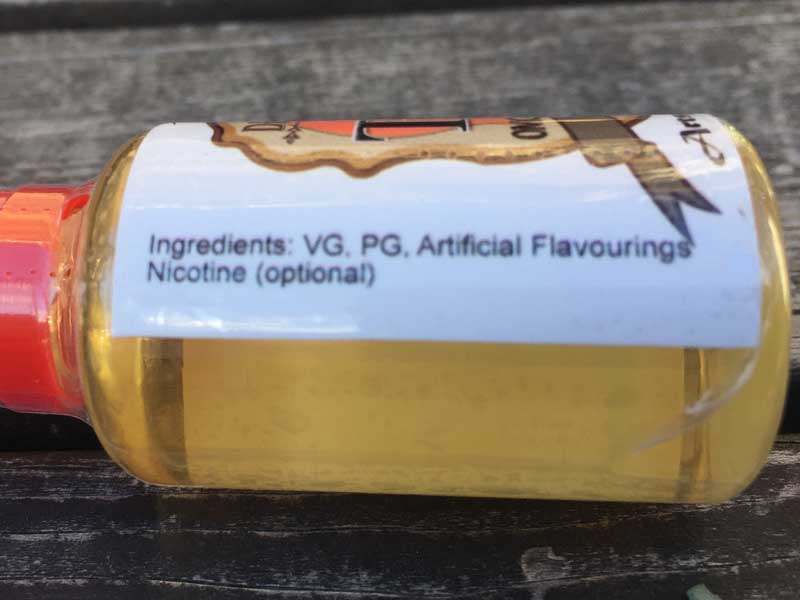 Ingredients: VG, PG, Artificial Flavourings
Nicotine (optional)